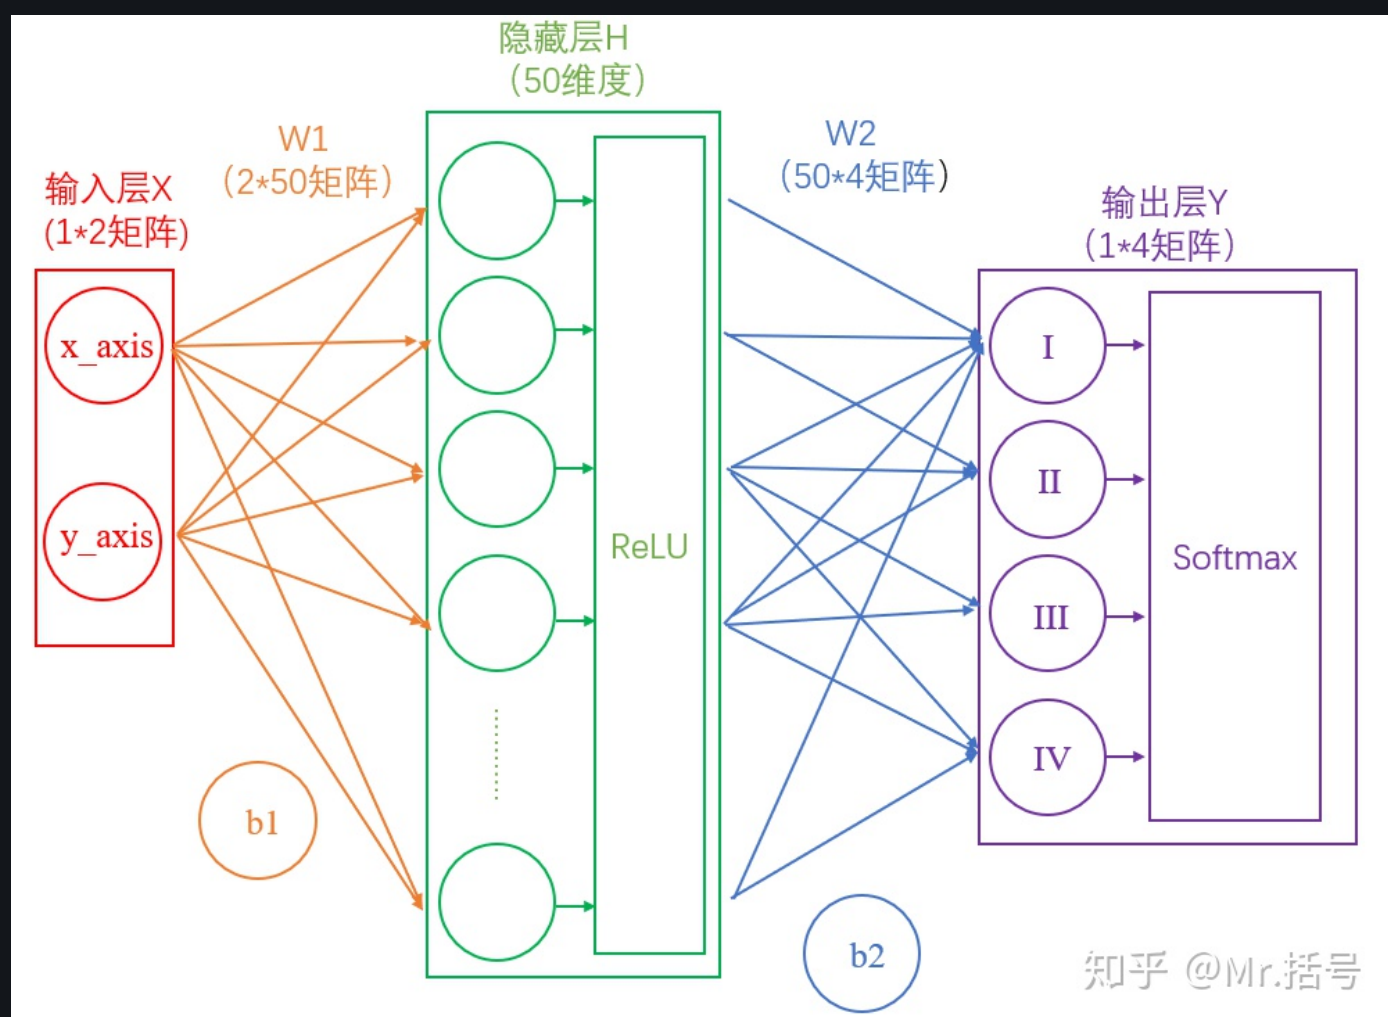 隐藏层H
（50维度）
W1
（2*50矩阵）
W2
（50*4矩阵）
输入层X
(1*2矩阵)
输出层Y
（1*4矩阵）
x_axis
y_axis
ReLU
I
II
III
IV
Softmax
b1
b2
知乎 @Mr.括号